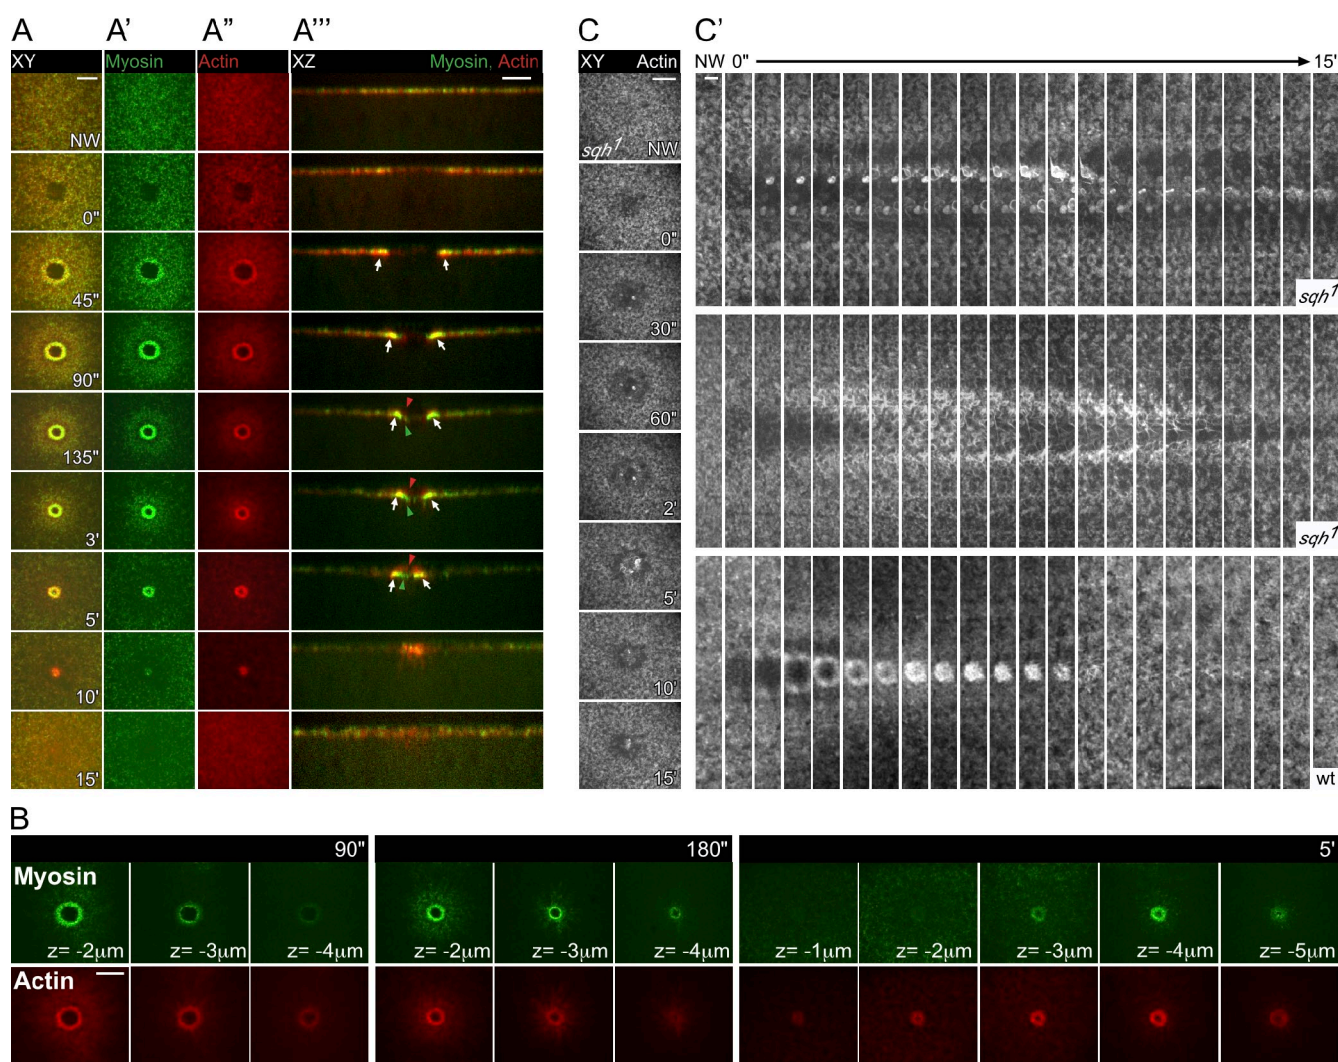 A A' A'' A'''
XY Myosin Actin XZ Myosin, Actin
NW
0"
45"
90"
135"
3'
5'
10'
15'
C
XY Actin
sqh1 NW
0"
30"
60"
2'
5'
10'
15'
C'
NW 0" 15'
sqh1
sqh1
wt
B
90" 180" 5'
Myosin
z= -2μm z= -3μm z= -4μm z= -2μm z= -3μm z= -4μm z= -1μm z= -2μm z= -3μm z= -4μm z= -5μm
Actin